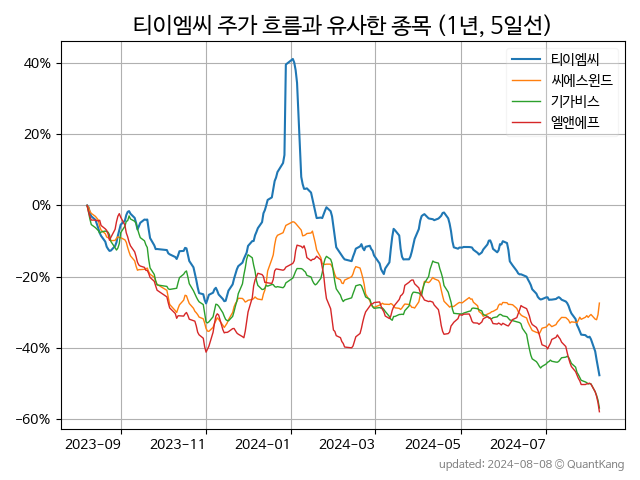 티이엠씨 주가 흐름과 유사한 종목 (1년, 5일선)
티이엠씨
씨에스윈드
기가비스
엘앤에프
40%
20%
0%
−20%
−40%
−60%
2023-09 2023-11 2024-01 2024-03 2024-05 2024-07
updated: 2024-08-08 © QuantKang